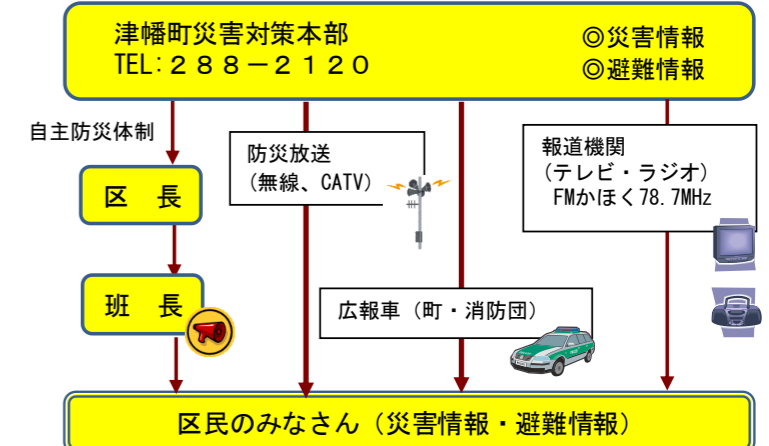 津幡町災害対策本部
TEL:２８８－２１２０
◎災害情報
◎避難情報
自主防災体制
区　長
班　長
防災放送
(無線、CATV)
広報車（町・消防団）
報道機関
(テレビ・ラジオ)
FMかほく78.7MHz
区民のみなさん（災害情報・避難情報）